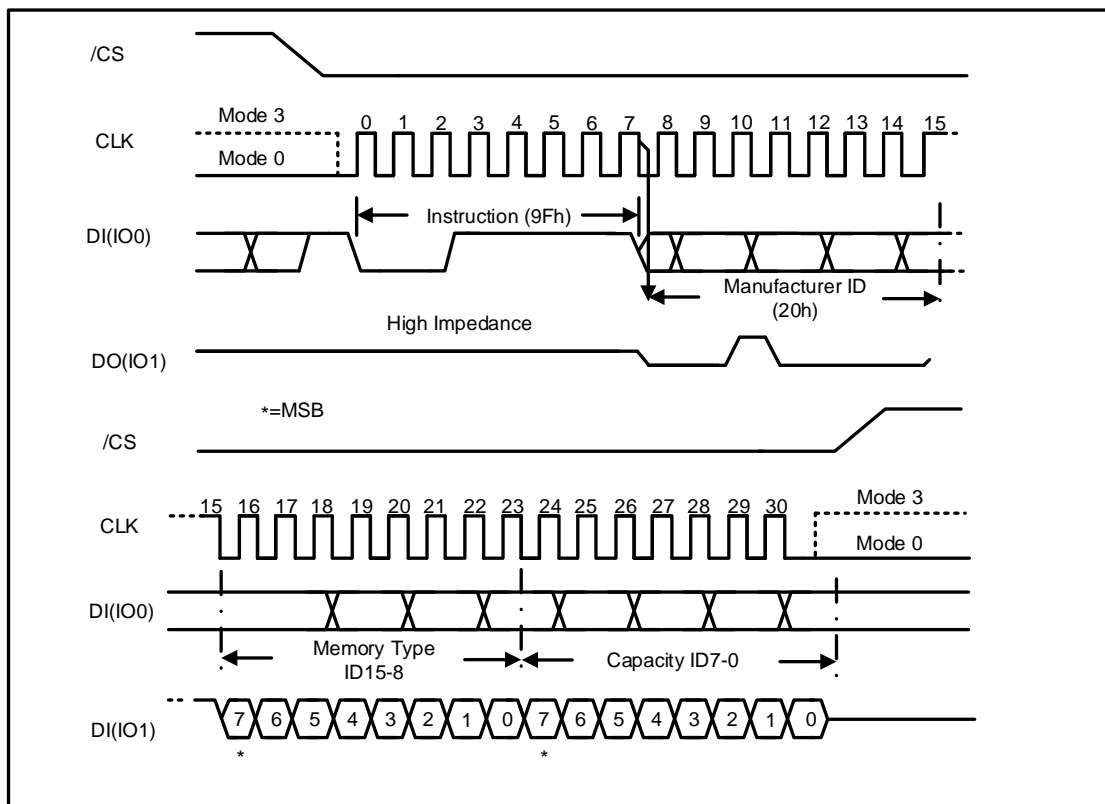 /CS
Mode 3
0 1 2 3 4 5 6 7 8 9 10 11 12 13 14 15
CLK
Mode 0
Instruction (9Fh)
DI(IO0)
Manufacturer ID
(20h)
High Impedance
DO(IO1)
*=MSB
/CS
15 16 17 18 19 20 21 22 23 24 25 26 27 28 29 30
Mode 3
CLK
Mode 0
DI(IO0)
Memory Type
ID15-8
Capacity ID7-0
DI(IO1)
7 6 5 4 3 2 1 0 7 6 5 4 3 2 1 0
* *